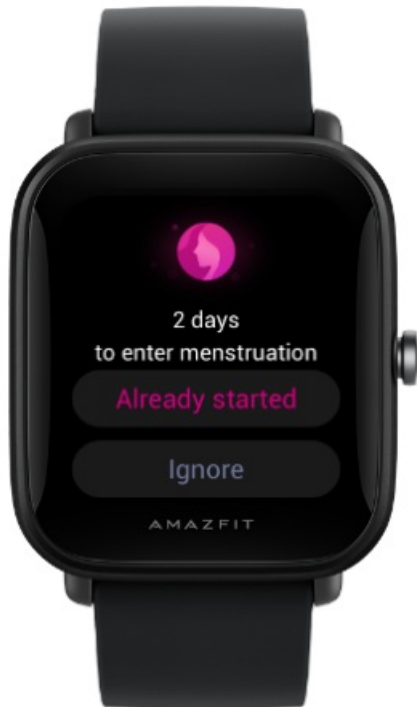 2 days
to enter menstruation
Already started
Ignore
AMAZFIT